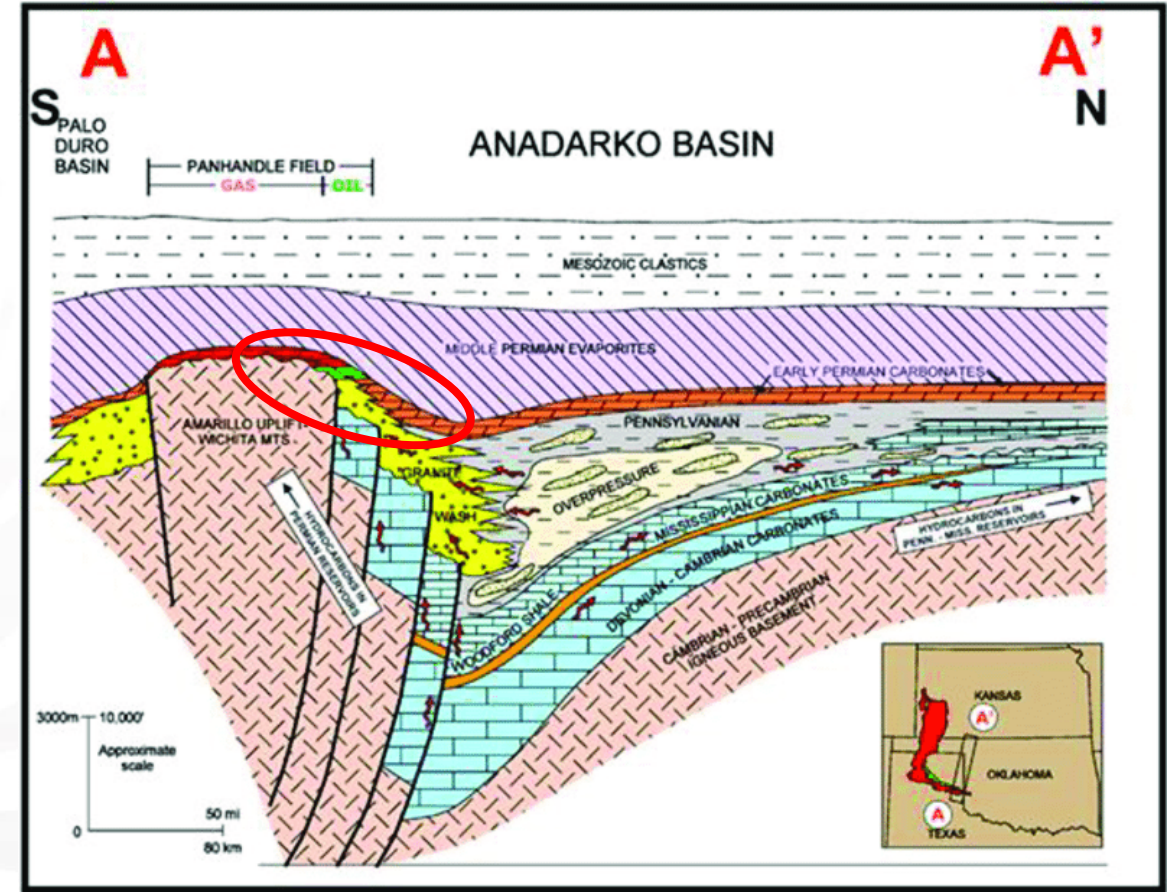 A
A'
S
N
PALO
DURO
BASIN
ANADARKO BASIN
PANHANDLE FIELD
GAS
OIL
MESOZOIC CLASTICS
MIDDLE PERMIAN EVAPORITES
EARLY PERMIAN CARBONATES
PENNSYLVANIAN
AMARILLO UPLIFT-
WICHITA MTS
GRANITE
WASH
OVERPRESSURE
MISSISSIPPIAN CARBONATES
HYDROCARBONS IN
PERMIAN RESERVOIRS
HYDROCARBONS IN
PENN. - MISS. RESERVOIRS
WOODFORD SHALE
DEVONIAN - CAMBRIAN CARBONATES
CAMBRIAN - PRECAMBRIAN
IGNEOUS BASEMENT
3000m
10,000'
Approximate
scale
0
50 mi
80 km
KANSAS
A'
OKLAHOMA
A
TEXAS